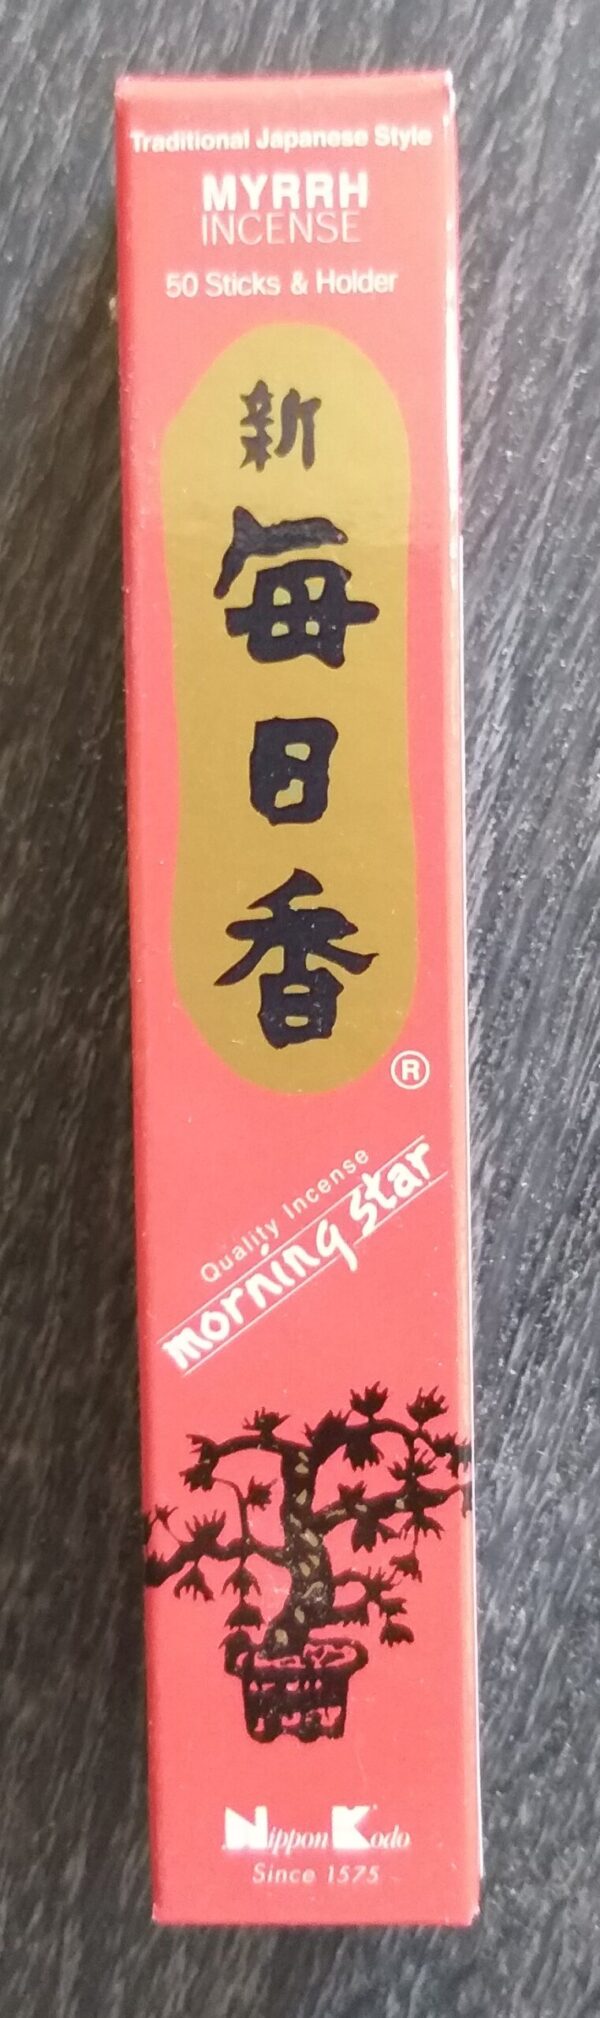 Traditional Japanese Style
MYRRH
INCENSE
50 Sticks & Holder
新
毎
日
香
®
Quality Incense
morning star
Nippon Kodo
Since 1575